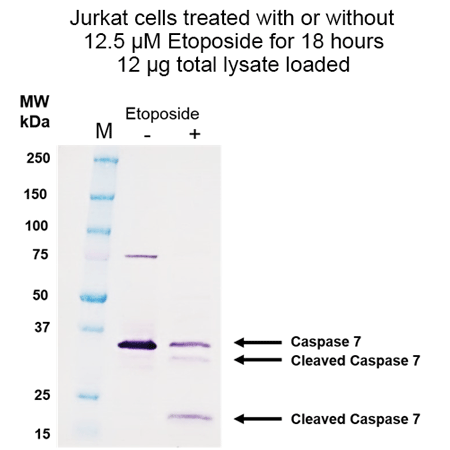 Jurkat cells treated with or without
12.5 µM Etoposide for 18 hours
12 µg total lysate loaded
MW
kDa
Etoposide
M - +
250
150
100
75
50
37
Caspase 7
Cleaved Caspase 7
25
Cleaved Caspase 7
15